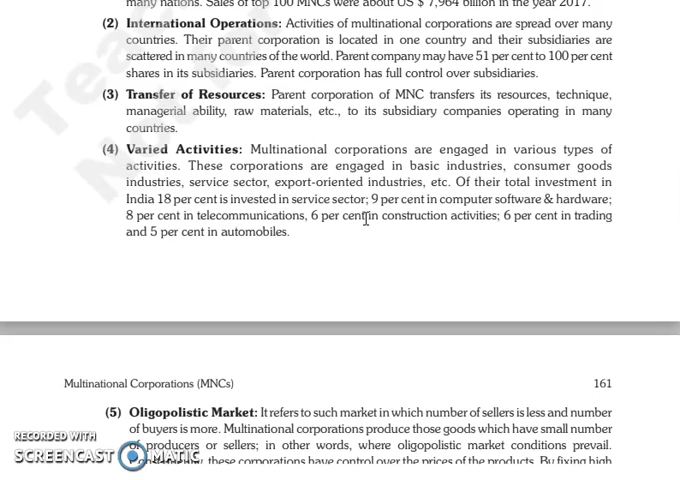 many nations. Sales of top 100 MNCs were about US $ 7,964 billion in the year 2017.
(2) International Operations: Activities of multinational corporations are spread over many
countries. Their parent corporation is located in one country and their subsidiaries are
scattered in many countries of the world. Parent company may have 51 per cent to 100 per cent
shares in its subsidiaries. Parent corporation has full control over subsidiaries.
(3) Transfer of Resources: Parent corporation of MNC transfers its resources, technique,
managerial ability, raw materials, etc., to its subsidiary companies operating in many
countries.
(4) Varied Activities: Multinational corporations are engaged in various types of
activities. These corporations are engaged in basic industries, consumer goods
industries, service sector, export-oriented industries, etc. Of their total investment in
India 18 per cent is invested in service sector; 9 per cent in computer software & hardware;
8 per cent in telecommunications, 6 per cent in construction activities; 6 per cent in trading
and 5 per cent in automobiles.
Multinational Corporations (MNCs) 161
(5) Oligopolistic Market: It refers to such market in which number of sellers is less and number
of buyers is more. Multinational corporations produce those goods which have small number
of producers or sellers; in other words, where oligopolistic market conditions prevail.
these corporations have control over the prices of the products. By fixing high
RECORDED WITH
SCREENCAST MATIC